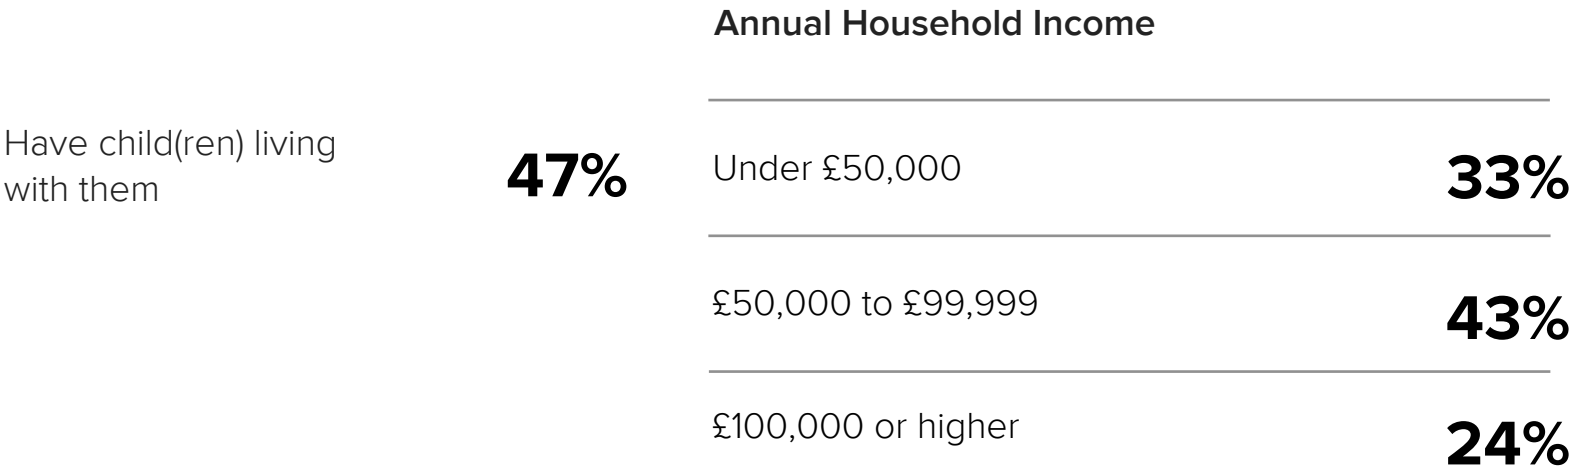 Annual Household Income
Have child(ren) living
with them
47%
Under £50,000
33%
£50,000 to £99,999
43%
£100,000 or higher
24%